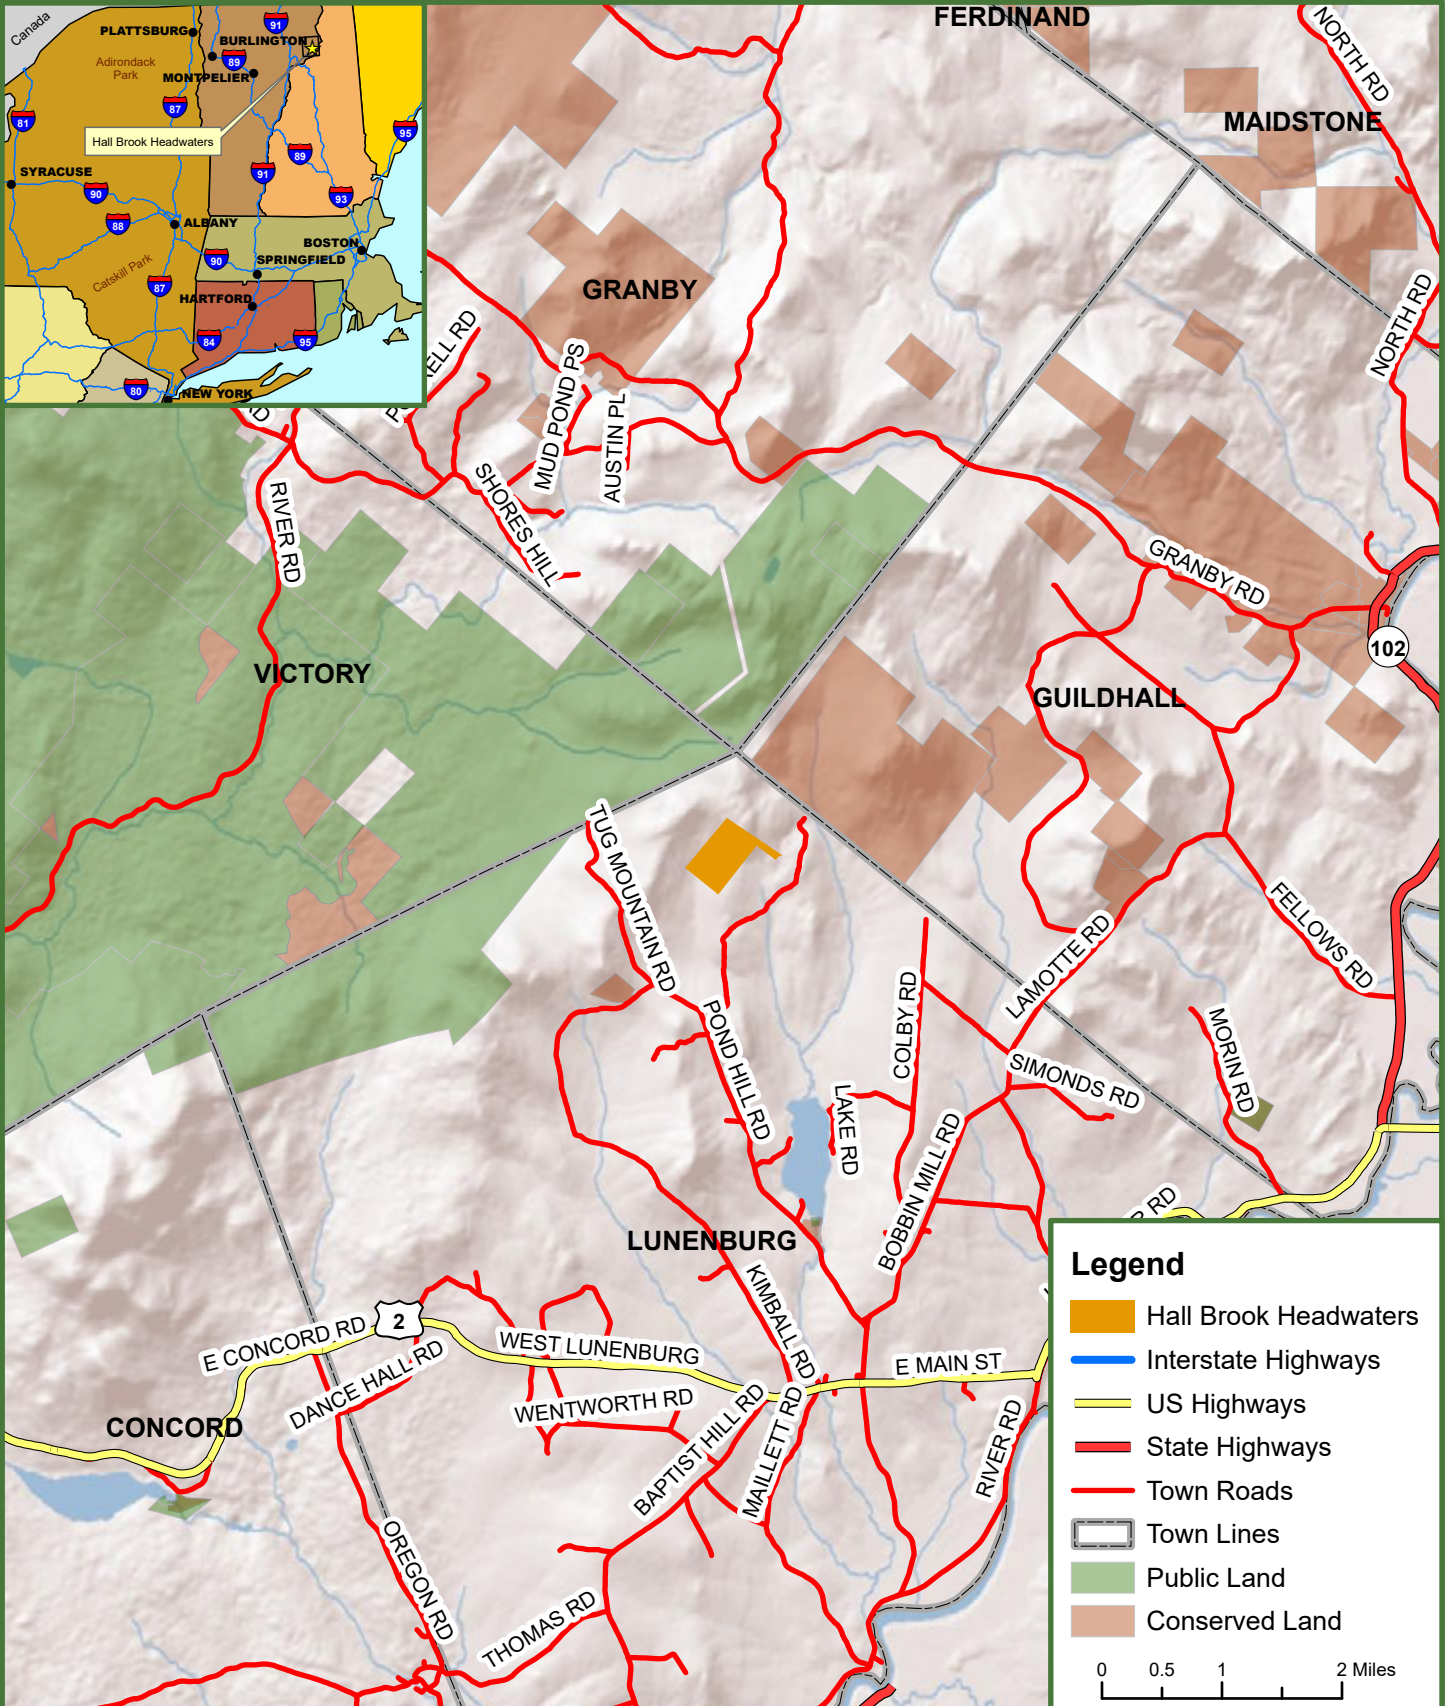 Canada
PLATTSBURG
Adirondack
Park
BURLINGTON
MONTPELIER
91
89
87
81
Hall Brook Headwaters
95
89
91
93
SYRACUSE
90
88
ALBANY
BOSTON
90
SPRINGFIELD
Catskill Park
87
HARTFORD
84
95
80
NEW YORK
FERDINAND
NORTH RD
MAIDSTONE
GRANBY
NORTH RD
ELL RD
MUD POND PS
AUSTIN PL
RD
SHORES HILL
RIVER RD
GRANBY RD
102
VICTORY
GUILDHALL
TUG MOUNTAIN RD
FELLOWS RD
LAMOTTE RD
COLBY RD
POND HILL RD
MORIN RD
SIMONDS RD
LAKE RD
BOBBIN MILL RD
R RD
LUNENBURG
KIMBALL RD
2
E CONCORD RD
WEST LUNENBURG
E MAIN ST
DANCE HALL RD
WENTWORTH RD
CONCORD
BAPTIST HILL RD
MAILLETT RD
RIVER RD
OREGON RD
THOMAS RD
Legend
Hall Brook Headwaters
Interstate Highways
US Highways
State Highways
Town Roads
Town Lines
Public Land
Conserved Land
0 0.5 1 2 Miles